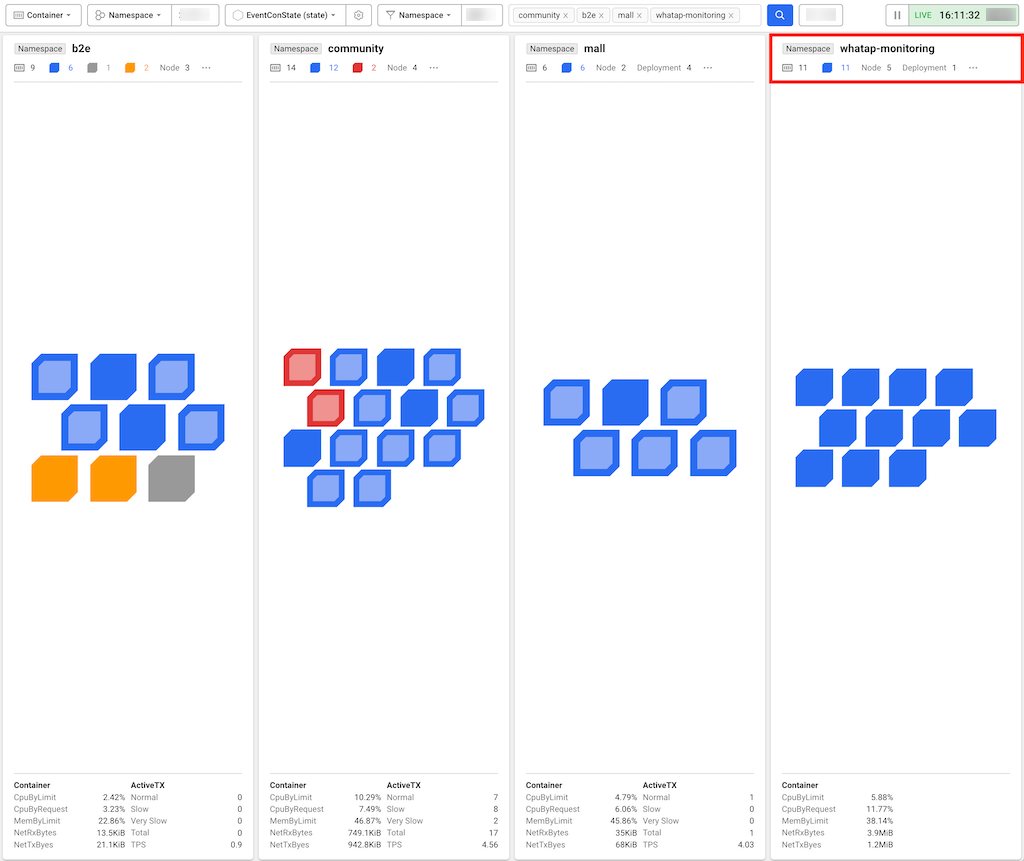 Container Namespace EventConState (state) Namespace community × b2e × mall × whatap-monitoring × LIVE 16:11:32
Namespace b2e
9 6 1 2 Node 3 ···
Namespace community
14 12 2 Node 4 ···
Namespace mall
6 6 Node 2 Deployment 4 ···
Namespace whatap-monitoring
11 11 Node 5 Deployment 1 ···
Container ActiveTX
CpuByLimit 2.42% Normal 0
CpuByRequest 3.23% Slow 0
MemByLimit 22.86% Very Slow 0
NetRxBytes 13.5KiB Total 0
NetTxByes 21.1KiB TPS 0.9
Container ActiveTX
CpuByLimit 10.29% Normal 7
CpuByRequest 7.49% Slow 8
MemByLimit 46.87% Very Slow 2
NetRxBytes 749.1KiB Total 17
NetTxByes 942.8KiB TPS 4.56
Container ActiveTX
CpuByLimit 4.79% Normal 1
CpuByRequest 6.06% Slow 0
MemByLimit 45.86% Very Slow 0
NetRxBytes 35KiB Total 1
NetTxByes 68KiB TPS 4.03
Container
CpuByLimit 5.88%
CpuByRequest 11.77%
MemByLimit 38.14%
NetRxBytes 3.9MiB
NetTxByes 1.2MiB